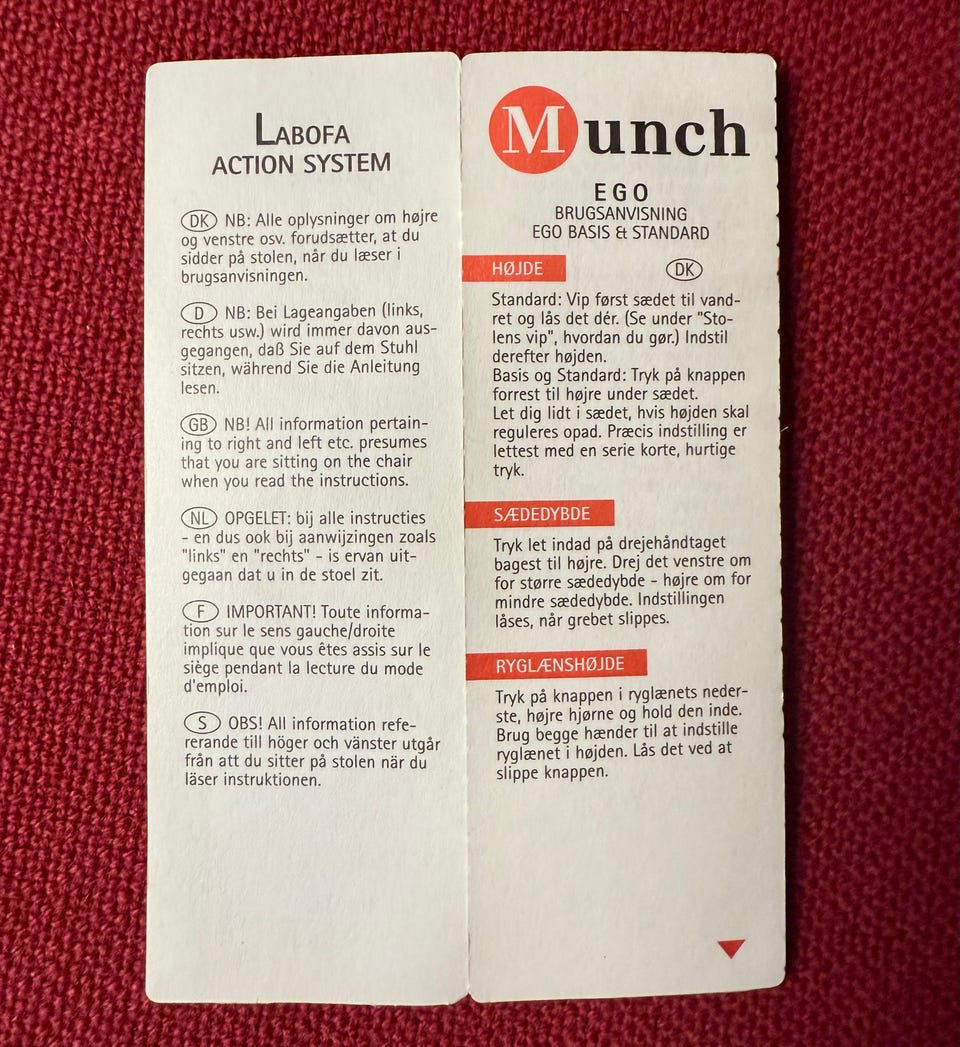 LABOFA
ACTION SYSTEM
DK NB: Alle oplysninger om højre
og venstre osv. forudsætter, at du
sidder på stolen, når du læser i
brugsanvisningen.
D NB: Bei Lageangaben (links,
rechts usw.) wird immer davon aus-
gegangen, daß Sie auf dem Stuhl
sitzen, während Sie die Anleitung
lesen.
GB NB! All information pertain-
ing to right and left etc. presumes
that you are sitting on the chair
when you read the instructions.
NL OPGELET: bij alle instructies
- en dus ook bij aanwijzingen zoals
"links" en "rechts" - is ervan uit-
gegaan dat u in de stoel zit.
F IMPORTANT! Toute informa-
tion sur le sens gauche/droite
implique que vous êtes assis sur le
siège pendant la lecture du mode
d'emploi.
S OBS! All information refe-
rerande till höger och vänster utgår
från att du sitter på stolen när du
läser instruktionen.
Munch
EGO
BRUGSANVISNING
EGO BASIS & STANDARD
HØJDE DK
Standard: Vip først sædet til vand-
ret og lås det dér. (Se under "Sto-
lens vip", hvordan du gør.) Indstil
derefter højden.
Basis og Standard: Tryk på knappen
forrest til højre under sædet.
Let dig lidt i sædet, hvis højden skal
reguleres opad. Præcis indstilling er
lettest med en serie korte, hurtige
tryk.
SÆDEDYBDE
Tryk let indad på drejehåndtaget
bagest til højre. Drej det venstre om
for større sædedybde - højre om for
mindre sædedybde. Indstillingen
låses, når grebet slippes.
RYGLÆNSHØJDE
Tryk på knappen i ryglænets neder-
ste, højre hjørne og hold den inde.
Brug begge hænder til at indstille
ryglænet i højden. Lås det ved at
slippe knappen.